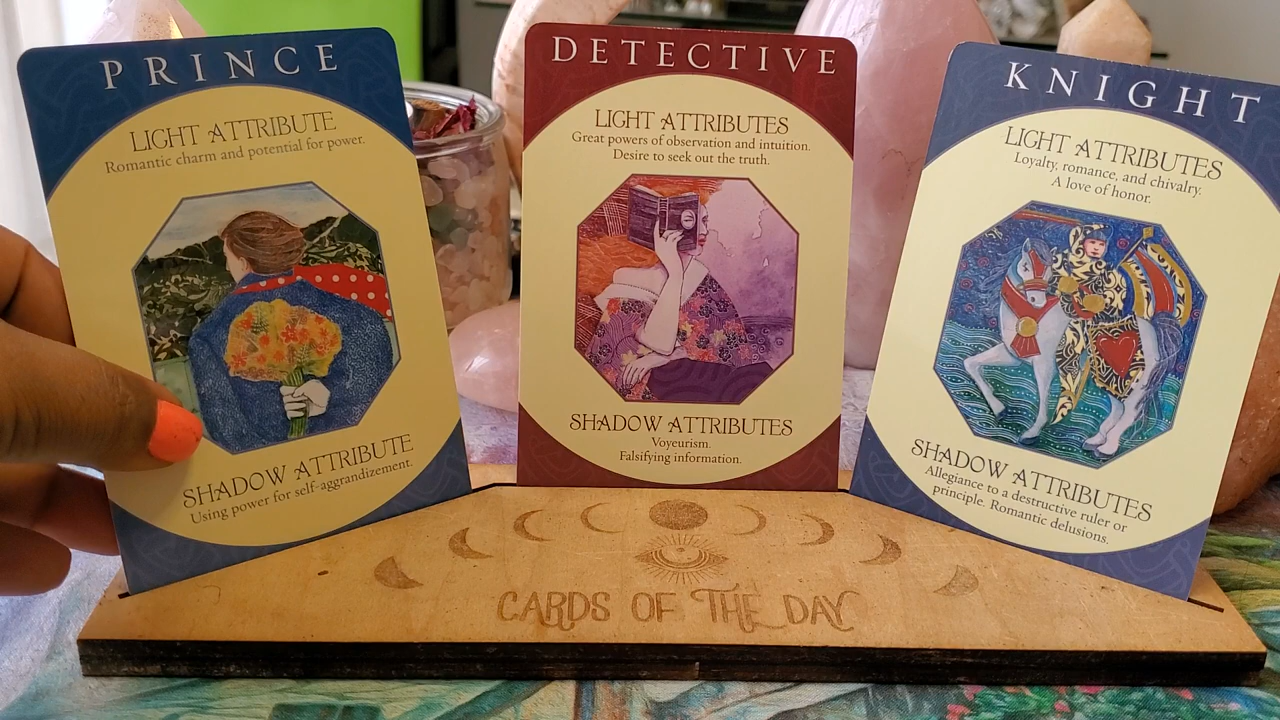 PRINCE
LIGHT ATTRIBUTE
Romantic charm and potential for power.
SHADOW ATTRIBUTE
Using power for self-aggrandizement.
DETECTIVE
LIGHT ATTRIBUTES
Great powers of observation and intuition.
Desire to seek out the truth.
SHADOW ATTRIBUTES
Voyeurism.
Falsifying information.
KNIGHT
LIGHT ATTRIBUTES
Loyalty, romance, and chivalry.
A love of honor.
SHADOW ATTRIBUTES
Allegiance to a destructive ruler or
principle. Romantic delusions.
CARDS OF THE DAY